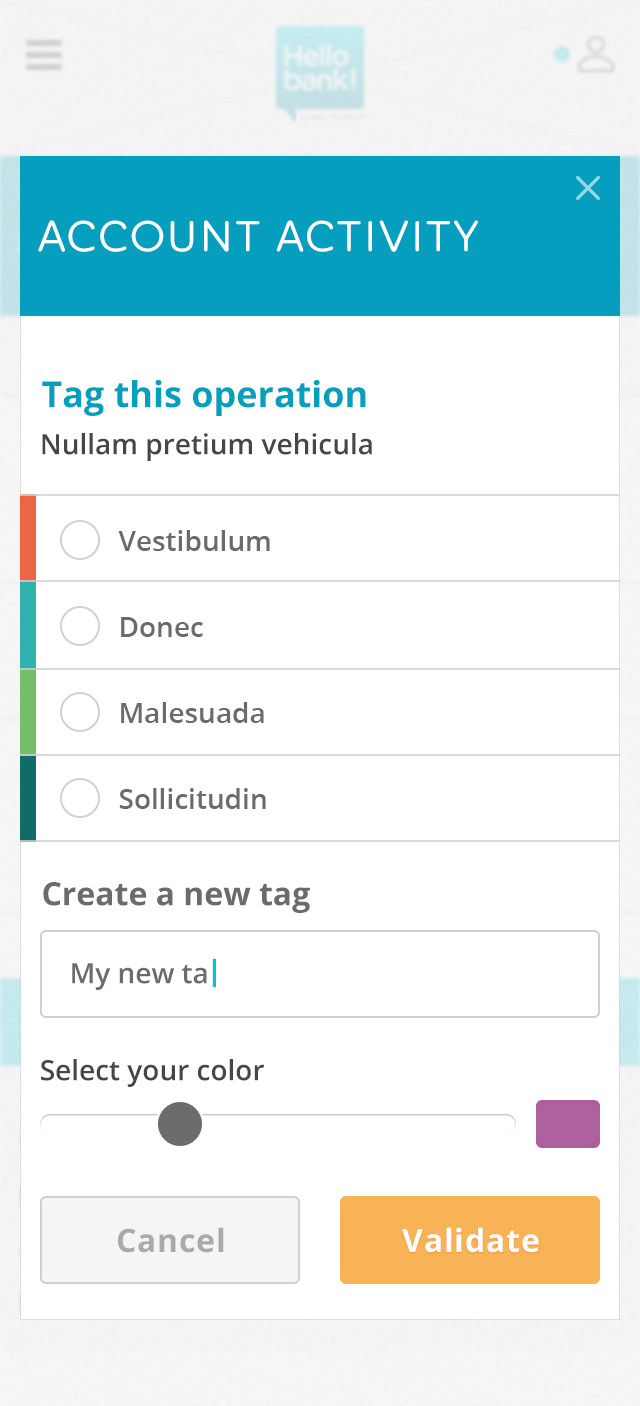 Hello
bank!
ACCOUNT ACTIVITY
Tag this operation
Nullam pretium vehicula
Vestibulum
Donec
Malesuada
Sollicitudin
Create a new tag
My new ta
Select your color
Cancel
Validate